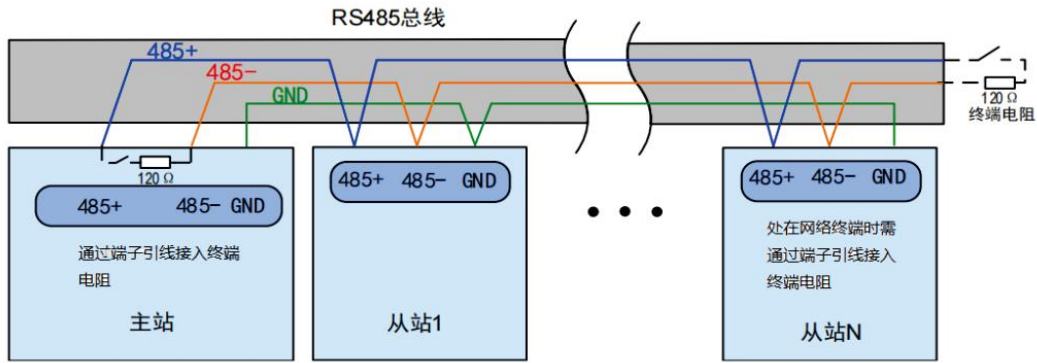 RS485总线
485+
485-
GND
120 Ω
终端电阻
120 Ω
485+ 485- GND
通过端子引线接入终端
电阻
主站
485+ 485- GND
从站1
• • •
485+ 485- GND
处在网络终端时需
通过端子引线接入
终端电阻
从站N